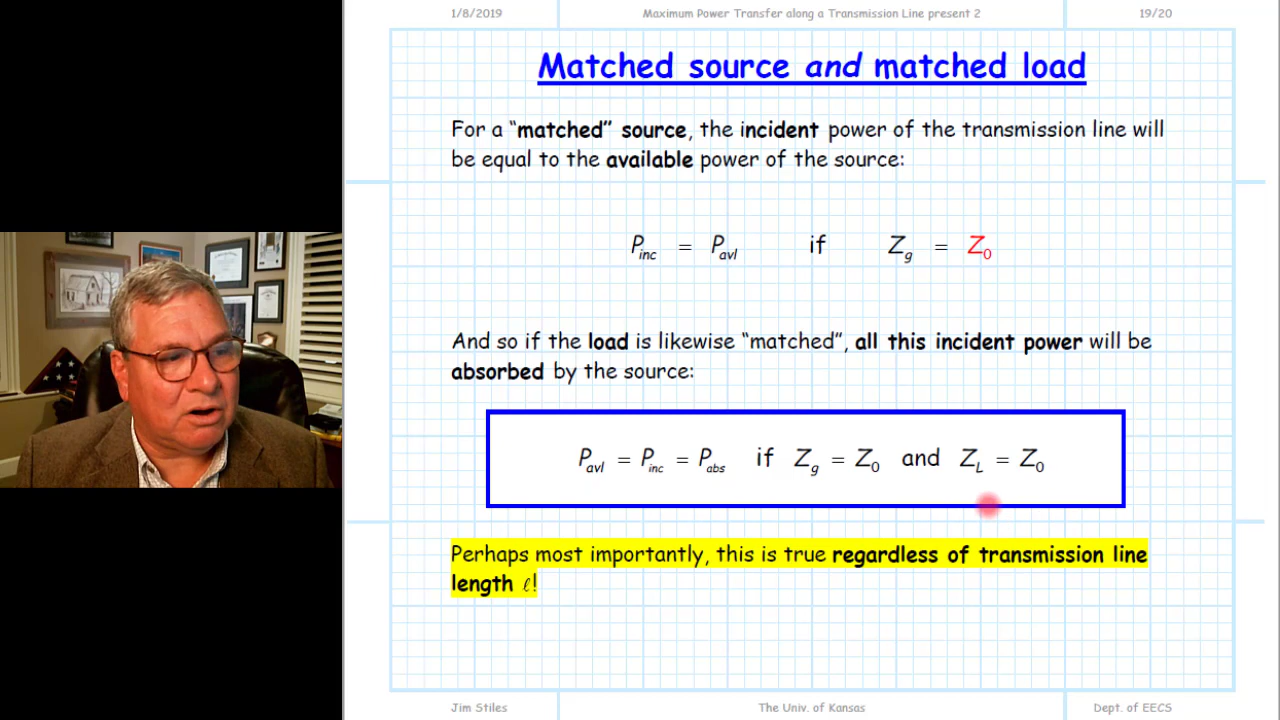 1/8/2019 Maximum Power Transfer along a Transmission Line present 2 19/20
Matched source and matched load
For a “matched” source, the incident power of the transmission line will
be equal to the available power of the source:
P_inc = P_avl if Z_g = Z_0
And so if the load is likewise “matched”, all this incident power will be
absorbed by the source:
P_avl = P_inc = P_abs if Z_g = Z_0 and Z_L = Z_0
Perhaps most importantly, this is true regardless of transmission line
length ℓ!
Jim Stiles The Univ. of Kansas Dept. of EECS